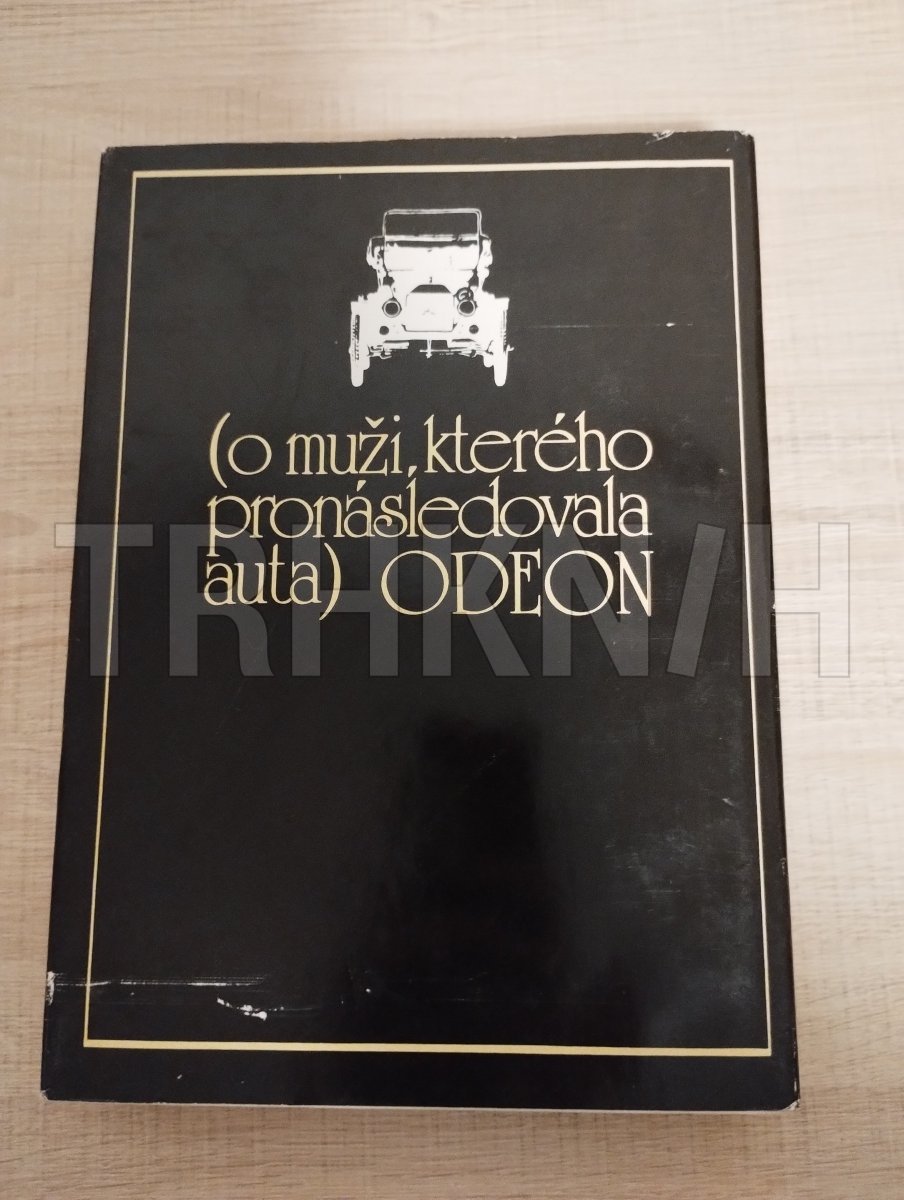 (o muži, kterého
pronásledovala
auta) ODEON
TRHKNIH